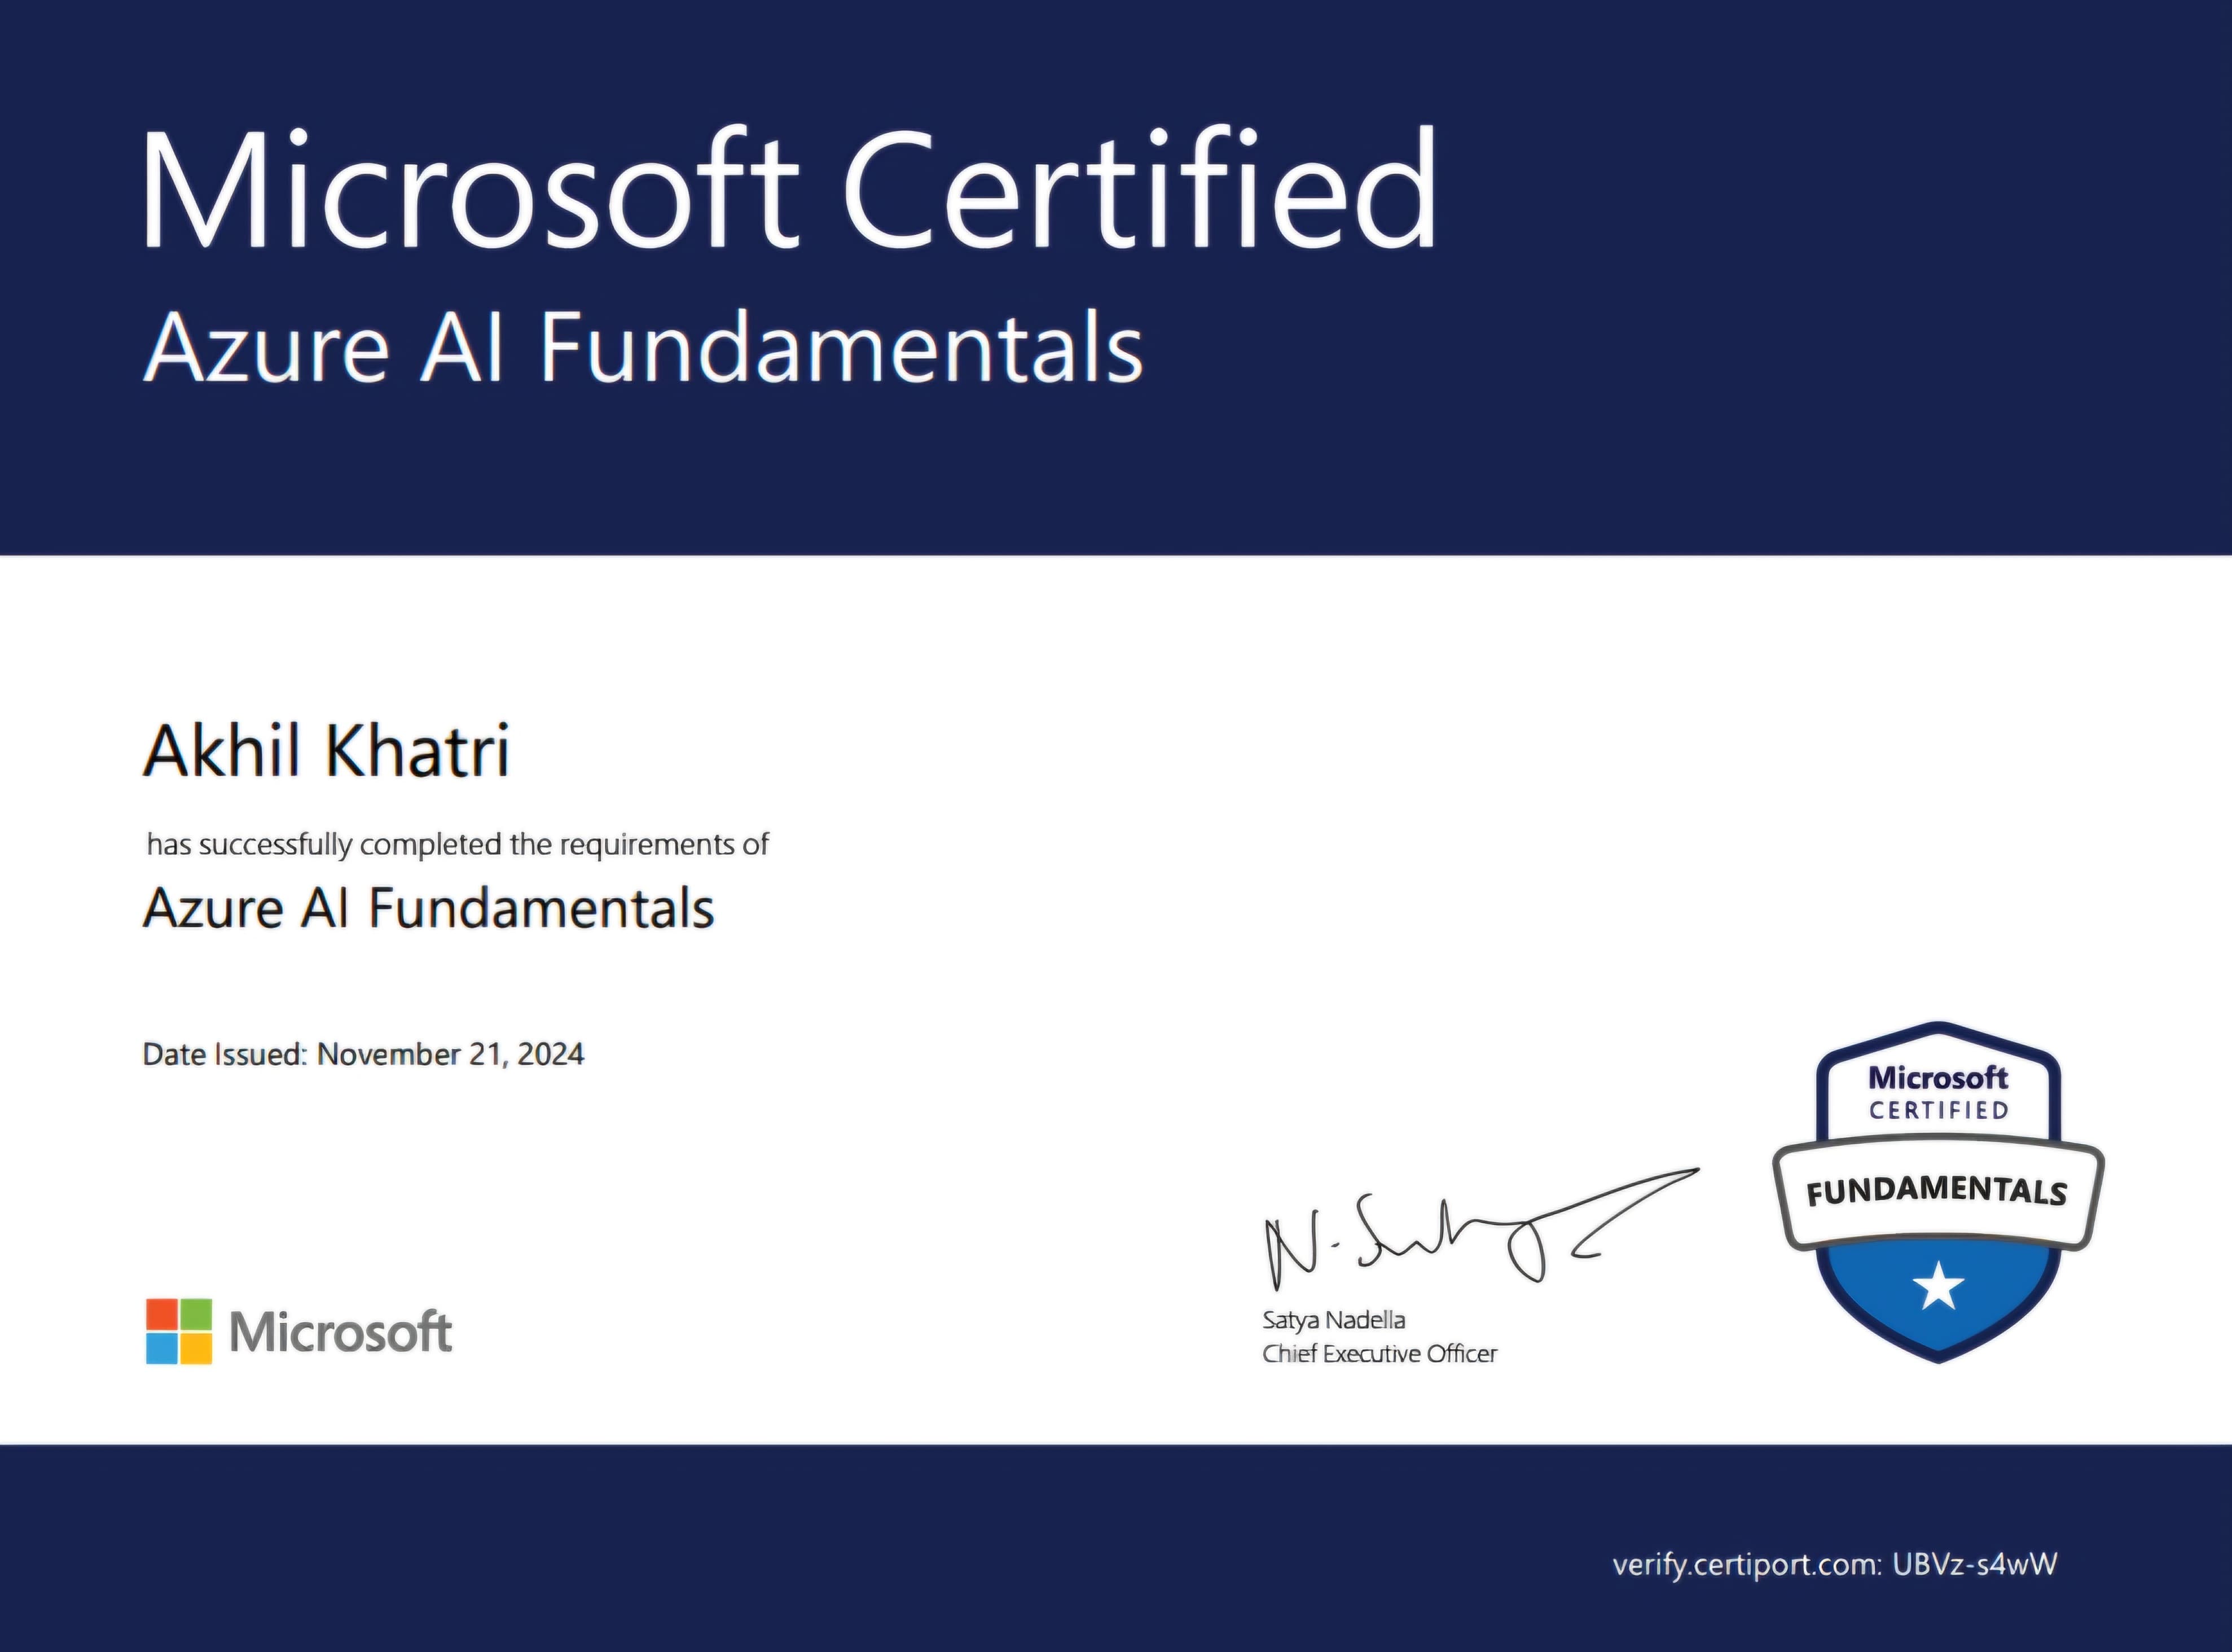 Microsoft Certified
Azure AI Fundamentals
Akhil Khatri
has successfully completed the requirements of
Azure AI Fundamentals
Date Issued: November 21, 2024
Microsoft
CERTIFIED
FUNDAMENTALS
N. Satya
Satya Nadella
Chief Executive Officer
Microsoft
verify.certiport.com: UBVz-s4wW